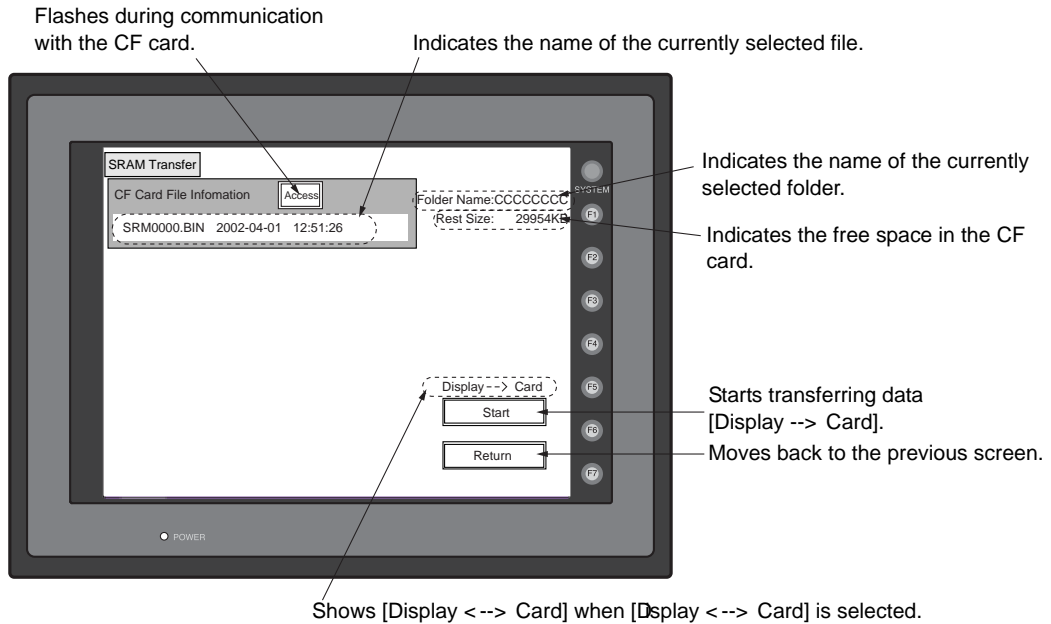 Flashes during communication
with the CF card.
Indicates the name of the currently selected file.
SRAM Transfer
CF Card File Infomation
Access
Folder Name:CCCCCCCC
SRM0000.BIN 2002-04-01 12:51:26
Rest Size: 29954KB
SYSTEM
F1
F2
F3
F4
F5
F6
F7
Indicates the name of the currently
selected folder.
Indicates the free space in the CF
card.
Display--> Card
Start
Return
Starts transferring data
[Display --> Card].
Moves back to the previous screen.
POWER
Shows [Display <--> Card] when [Display <--> Card] is selected.